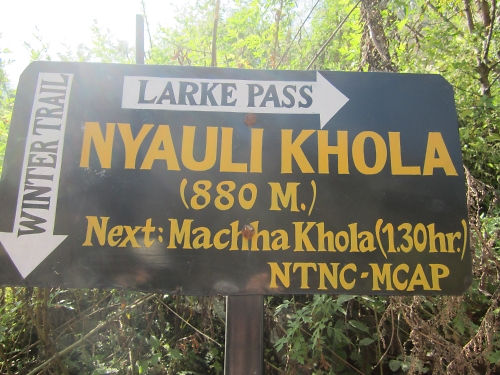 LARKE PASS
WINTER TRAIL
NYAULI KHOLA
(880 M.)
Next: Machha Khola (1.30hr.)
NTNC-MCAP